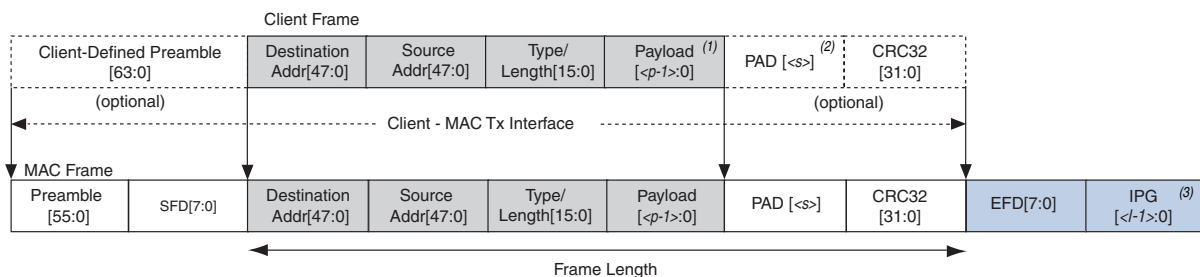 Client Frame
Client-Defined Preamble
[63:0]
Destination
Addr[47:0]
Source
Addr[47:0]
Type/
Length[15:0]
Payload (1)
[<p-1>:0]
PAD [<s>] (2)
CRC32
[31:0]
(optional)
(optional)
Client - MAC Tx Interface
MAC Frame
Preamble
[55:0]
SFD[7:0]
Destination
Addr[47:0]
Source
Addr[47:0]
Type/
Length[15:0]
Payload
[<p-1>:0]
PAD [<s>]
CRC32
[31:0]
EFD[7:0]
IPG (3)
[<l-1>:0]
Frame Length